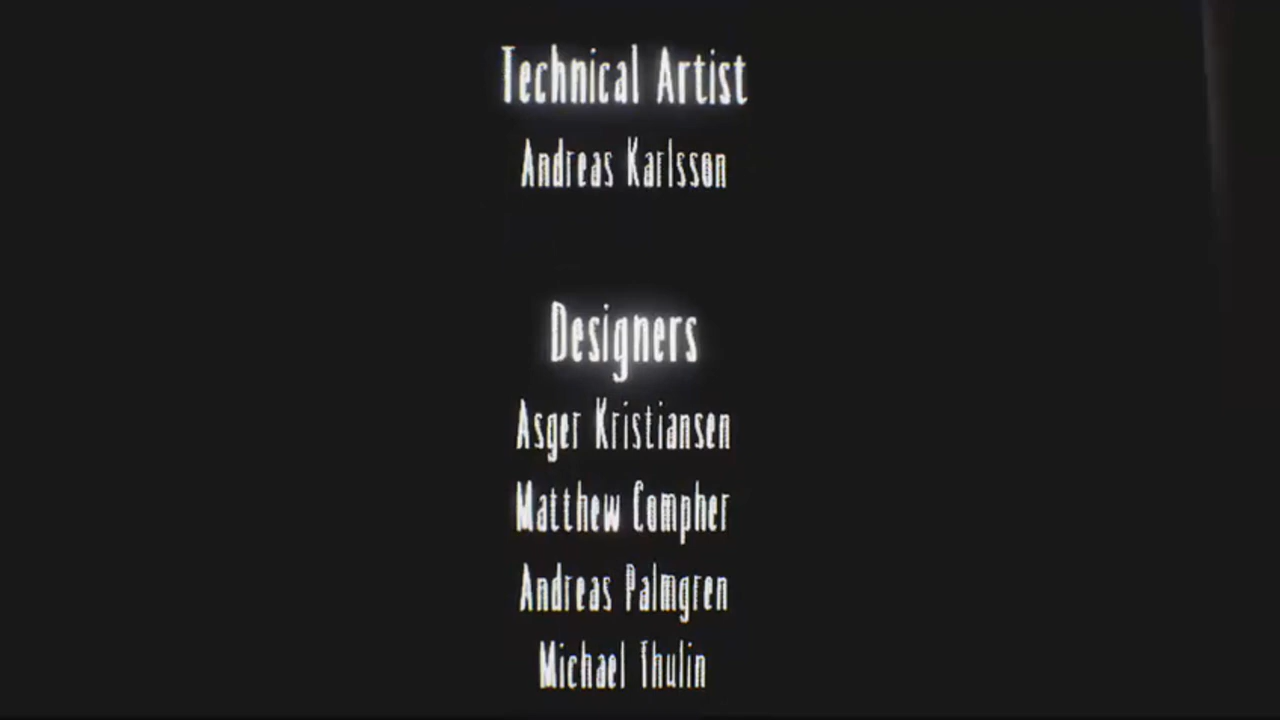 Technical Artist
Andreas Karlsson
Designers
Asger Kristiansen
Matthew Compher
Andreas Palmgren
Michael Thulin